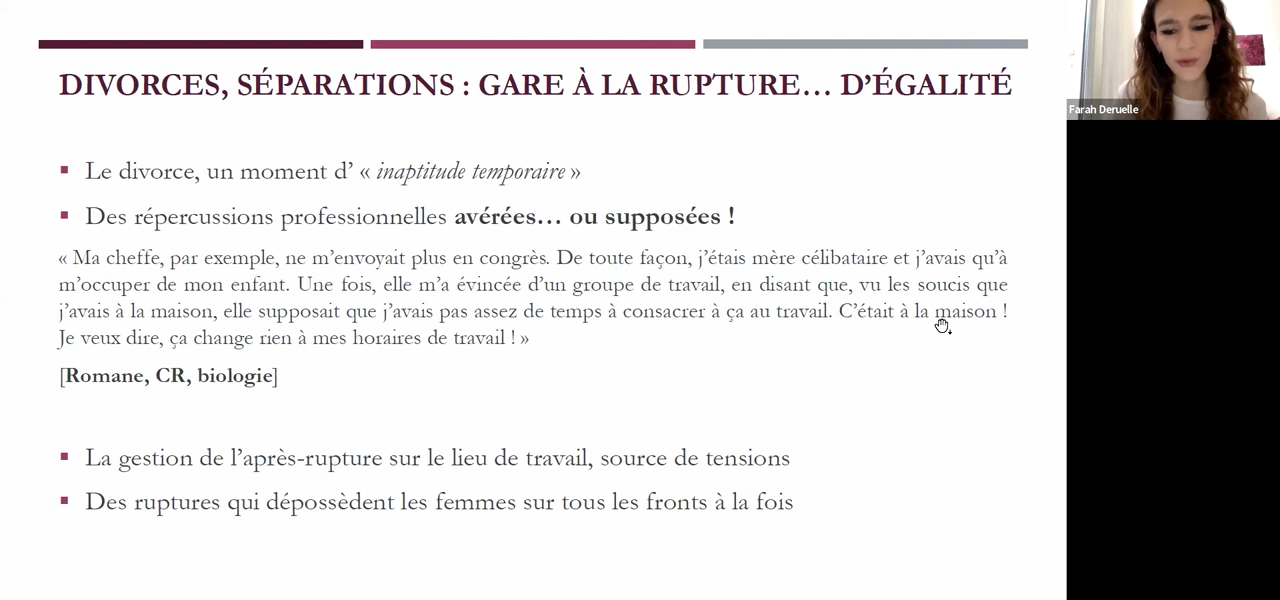 DIVORCES, SÉPARATIONS : GARE À LA RUPTURE… D’ÉGALITÉ
Farah Deruelle
▪ Le divorce, un moment d’ « inaptitude temporaire »
▪ Des répercussions professionnelles avérées… ou supposées !
« Ma cheffe, par exemple, ne m’envoyait plus en congrès. De toute façon, j’étais mère célibataire et j’avais qu’à
m’occuper de mon enfant. Une fois, elle m’a évincée d’un groupe de travail, en disant que, vu les soucis que
j’avais à la maison, elle supposait que j’avais pas assez de temps à consacrer à ça au travail. C’était à la maison !
Je veux dire, ça change rien à mes horaires de travail ! »
[Romane, CR, biologie]
▪ La gestion de l’après-rupture sur le lieu de travail, source de tensions
▪ Des ruptures qui dépossèdent les femmes sur tous les fronts à la fois